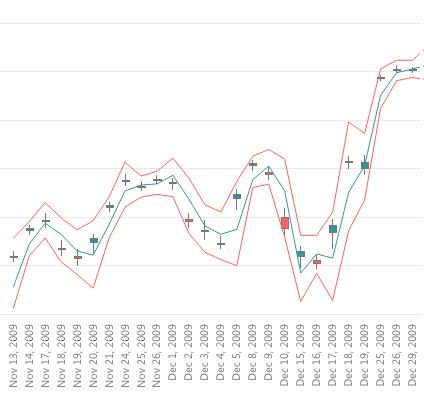 Nov 13, 2009
Nov 14, 2009
Nov 17, 2009
Nov 18, 2009
Nov 19, 2009
Nov 20, 2009
Nov 21, 2009
Nov 24, 2009
Nov 25, 2009
Nov 26, 2009
Dec 1, 2009
Dec 2, 2009
Dec 3, 2009
Dec 4, 2009
Dec 5, 2009
Dec 8, 2009
Dec 9, 2009
Dec 10, 2009
Dec 15, 2009
Dec 16, 2009
Dec 17, 2009
Dec 18, 2009
Dec 19, 2009
Dec 25, 2009
Dec 26, 2009
Dec 29, 2009